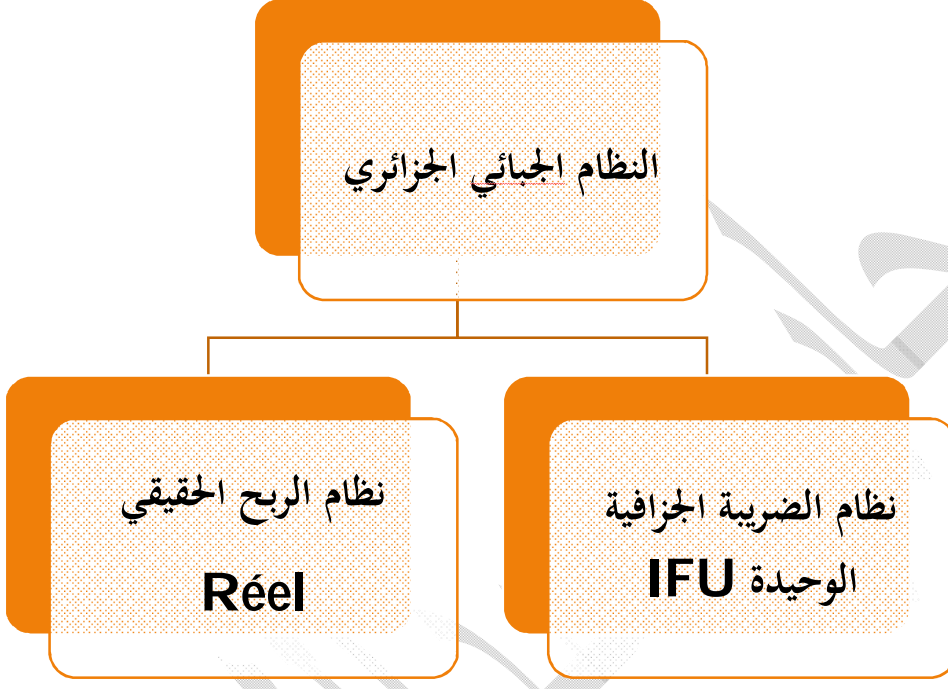 النظام الجبائي الجزائري
نظام الضريبة الجزافية
الوحيدة IFU
نظام الربح الحقيقي
Réel